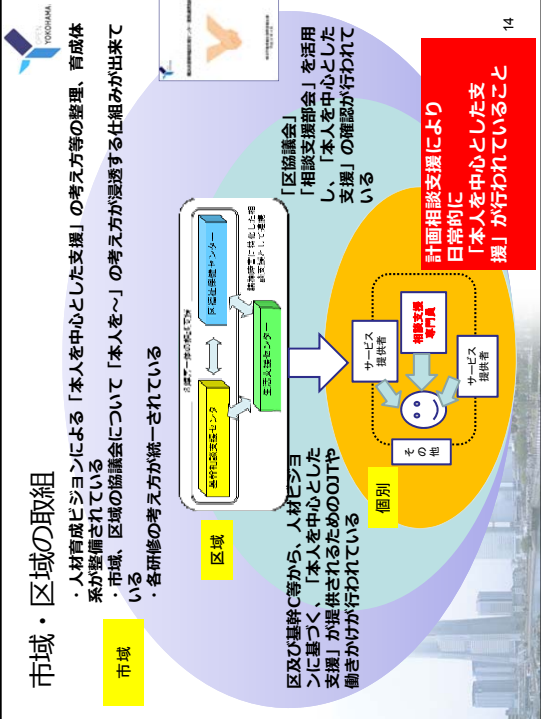 市域・区域の取組
OPEN
YOKOHAMA
市域
・人材育成ビジョンによる「本人を中心とした支援」の考え方等の整理、育成体
系が整備されている
・市域、区域の協議会について「本人を~」の考え方が浸透する仕組みが出来て
いる
・各研修の考え方が統一されている
区域
基幹相談支援センター
区福祉保健センター
生活支援センター
区及び基幹C等から、人材ビジョ
ンに基づく、「本人を中心とした
支援」が提供されるためのOJTや
働きかけが行われている
「区協議会」
「相談支援部会」を活用
し、「本人を中心とした
支援」の確認が行われて
いる
個別
サービス
提供者
相談支援
専門員
サービス
提供者
その他
計画相談支援により
日常的に
「本人を中心とした支
援」が行われていること
14